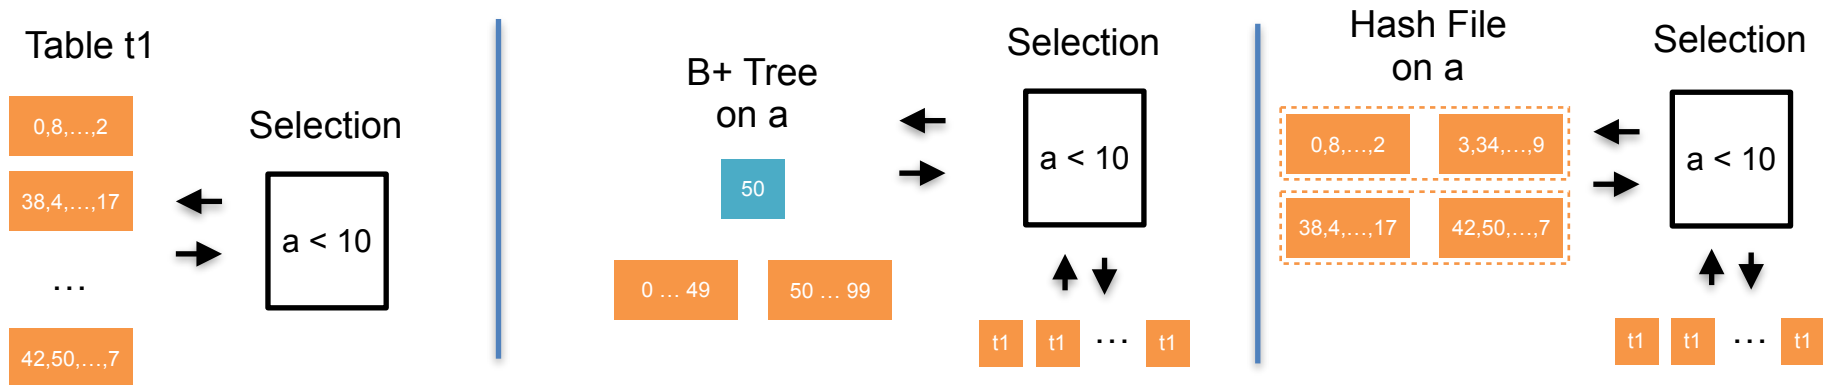 Table t1
0,8,...,2
38,4,...,17
...
42,50,...,7
Selection
a < 10
B+ Tree
on a
50
0 ... 49
50 ... 99
Selection
a < 10
t1 t1 ... t1
Hash File
on a
0,8,...,2
3,34,...,9
38,4,...,17
42,50,...,7
Selection
a < 10
t1 t1 ... t1